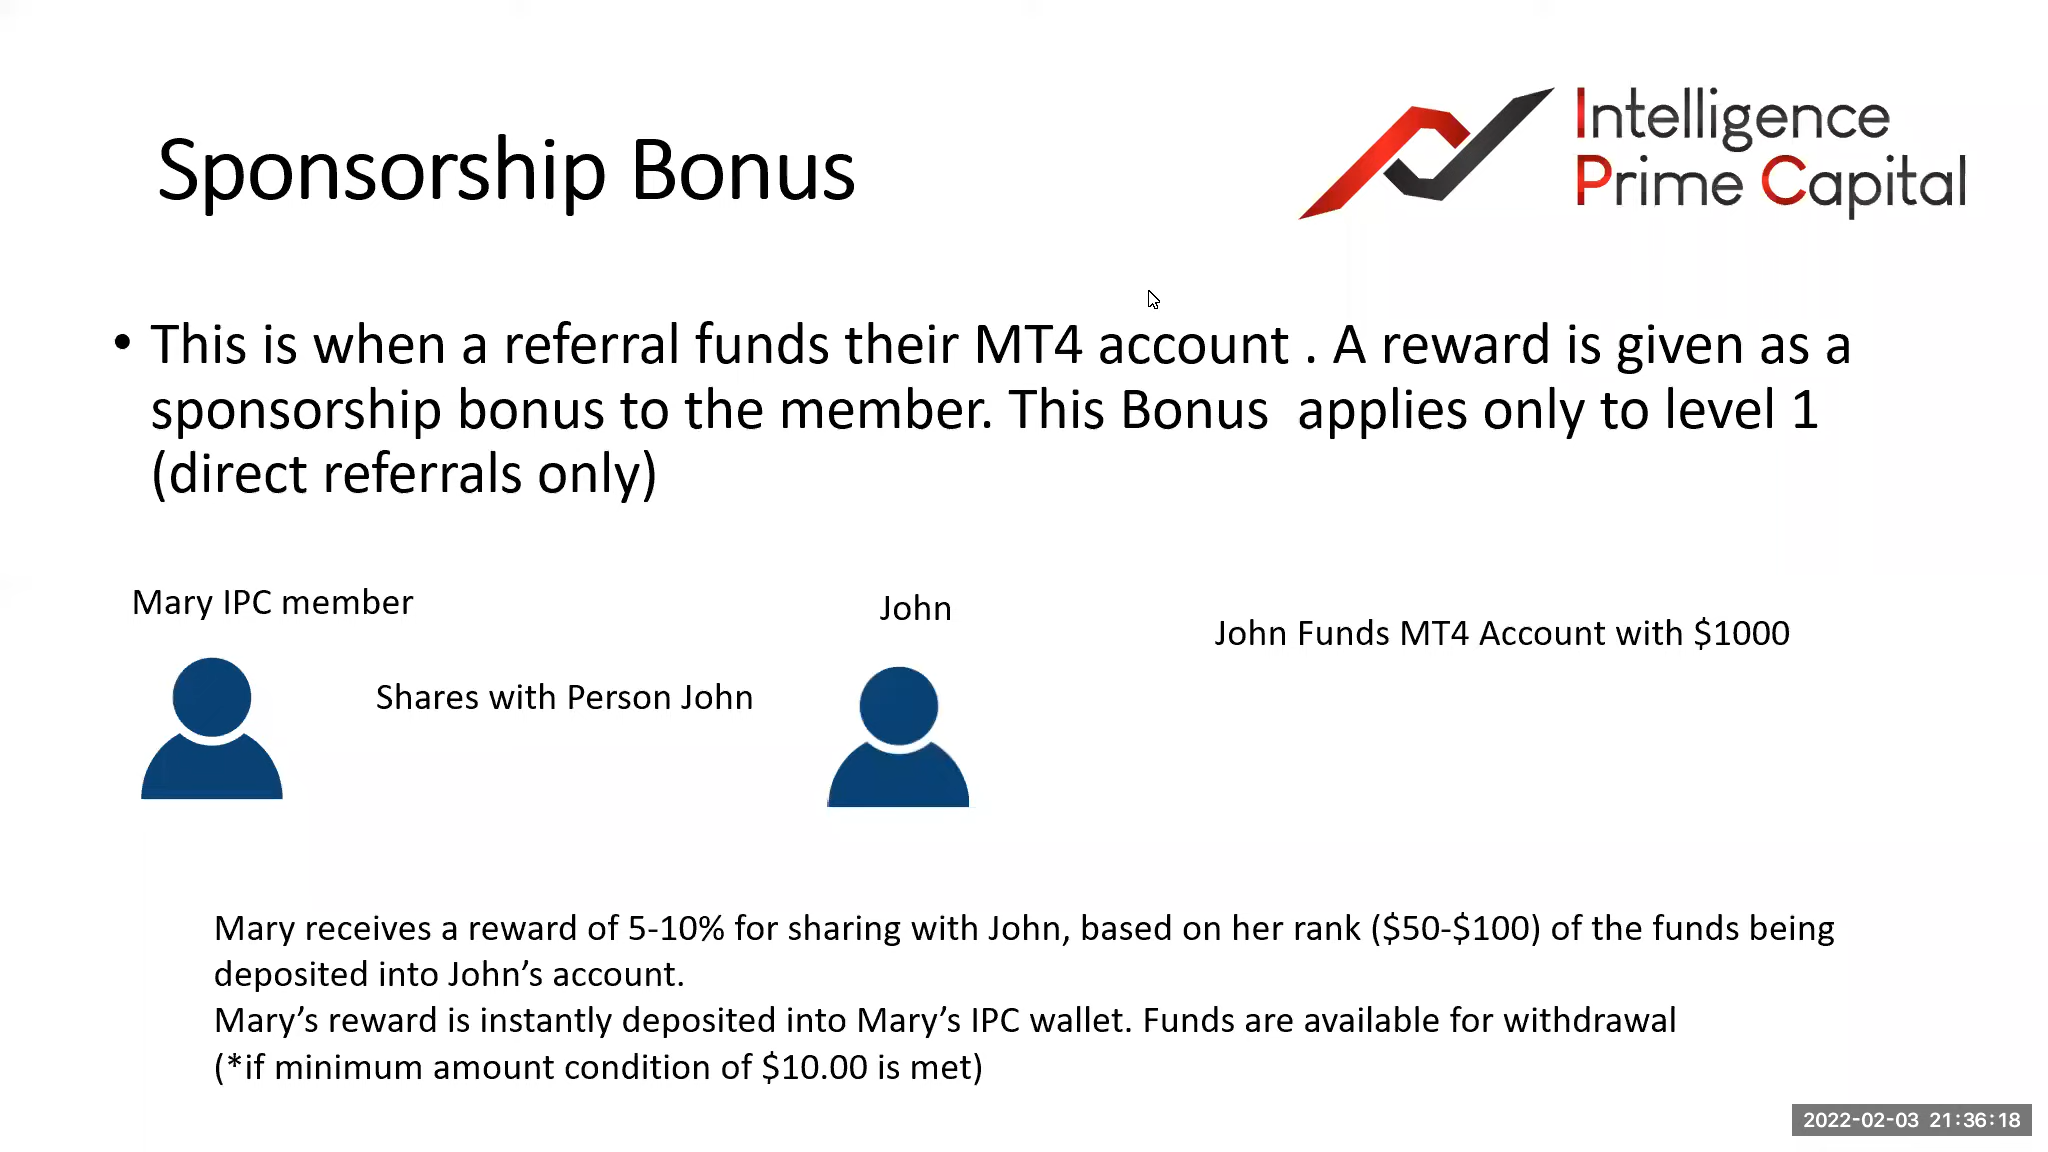 Sponsorship Bonus
Intelligence
Prime Capital
• This is when a referral funds their MT4 account . A reward is given as a
sponsorship bonus to the member. This Bonus  applies only to level 1
(direct referrals only)
Mary IPC member
John
John Funds MT4 Account with $1000
Shares with Person John
Mary receives a reward of 5-10% for sharing with John, based on her rank ($50-$100) of the funds being
deposited into John’s account.
Mary’s reward is instantly deposited into Mary’s IPC wallet. Funds are available for withdrawal
(*if minimum amount condition of $10.00 is met)
2022-02-03 21:36:18